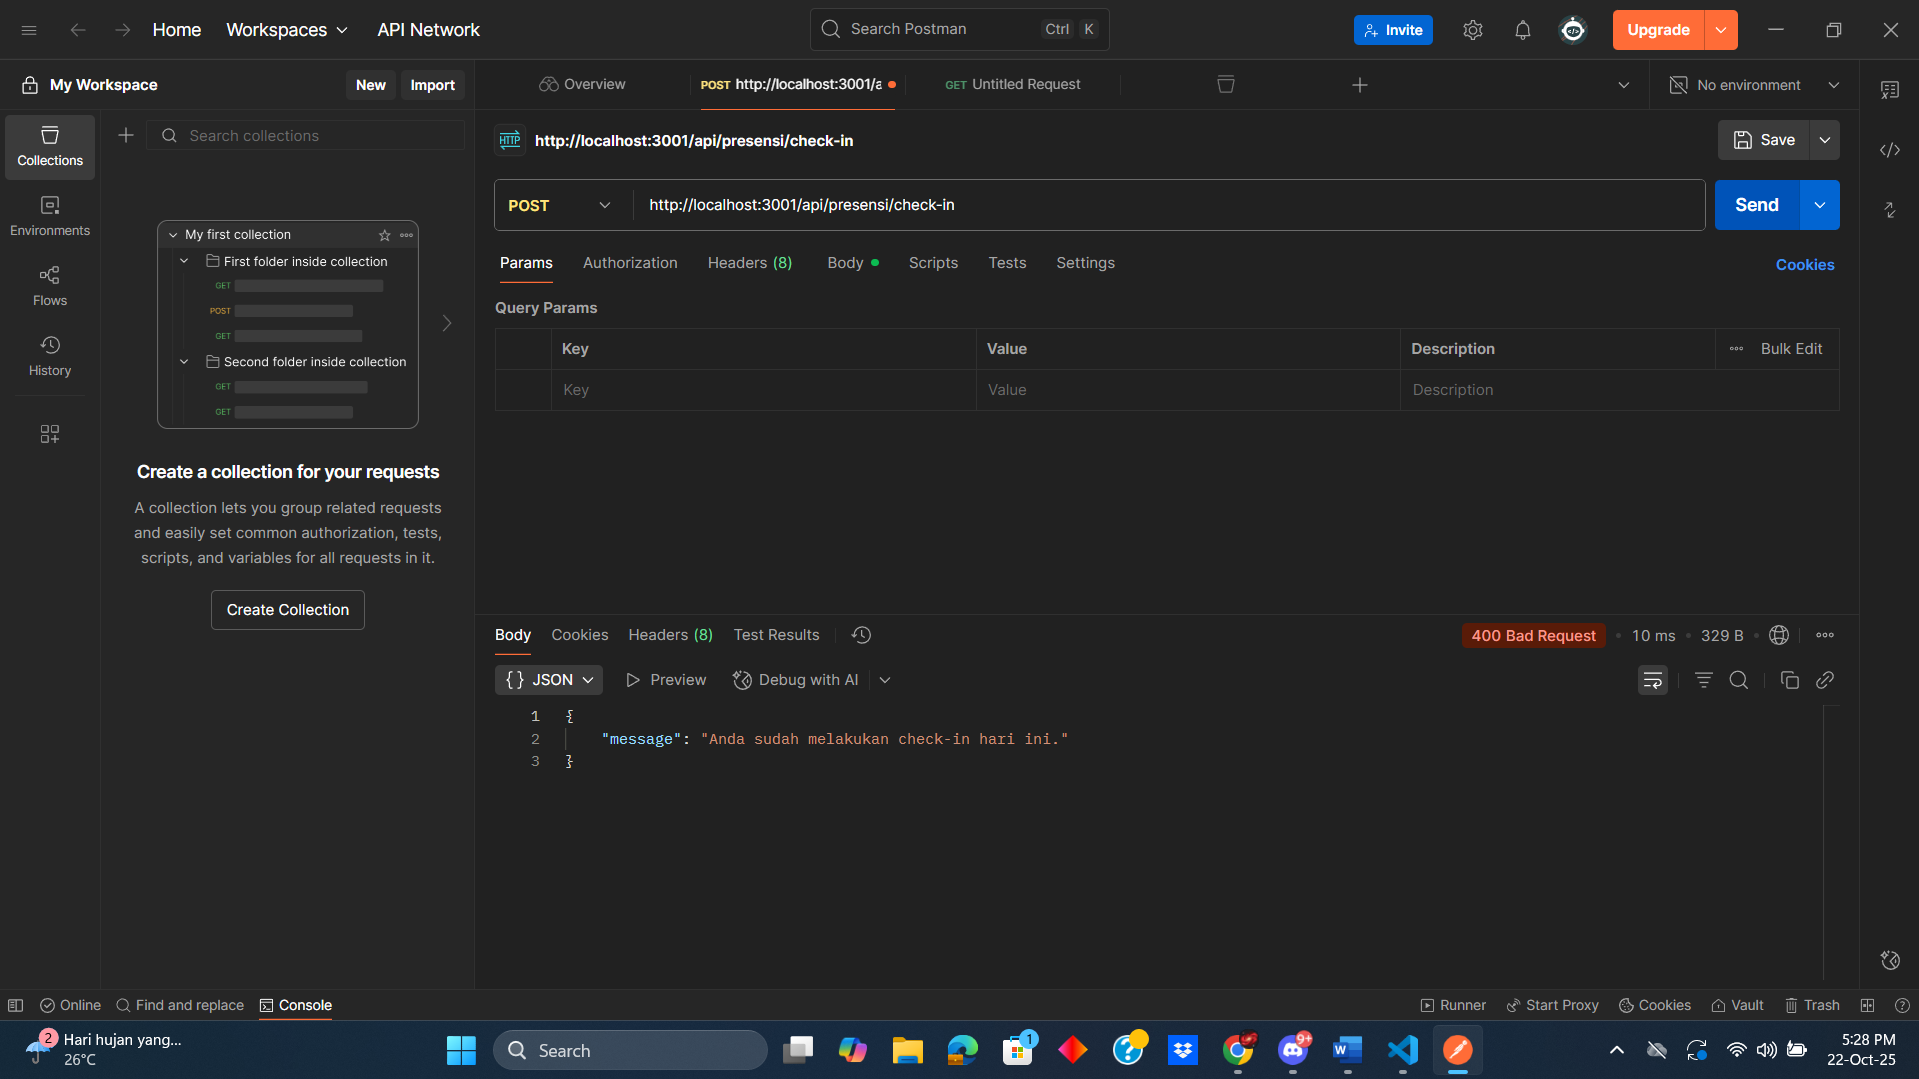 Home
Workspaces
API Network
Search Postman
Ctrl K
Invite
Upgrade
My Workspace
New
Import
Overview
POST http://localhost:3001/a
GET Untitled Request
No environment
Collections
Search collections
HTTP http://localhost:3001/api/presensi/check-in
Save
Environments
POST
http://localhost:3001/api/presensi/check-in
Send
Flows
My first collection
First folder inside collection
GET
POST
GET
Second folder inside collection
GET
GET
History
Params
Authorization
Headers (8)
Body
Scripts
Tests
Settings
Cookies
Query Params
Key
Value
Description
Bulk Edit
Key
Value
Description
Create a collection for your requests
A collection lets you group related requests
and easily set common authorization, tests,
scripts, and variables for all requests in it.
Create Collection
Body
Cookies
Headers (8)
Test Results
400 Bad Request
10 ms
329 B
{} JSON
Preview
Debug with AI
1 {
2 "message": "Anda sudah melakukan check-in hari ini."
3 }
Online
Find and replace
Console
Runner
Start Proxy
Cookies
Vault
Trash
2
Hari hujan yang...
26°C
Search
1
9+
5:28 PM
22-Oct-25